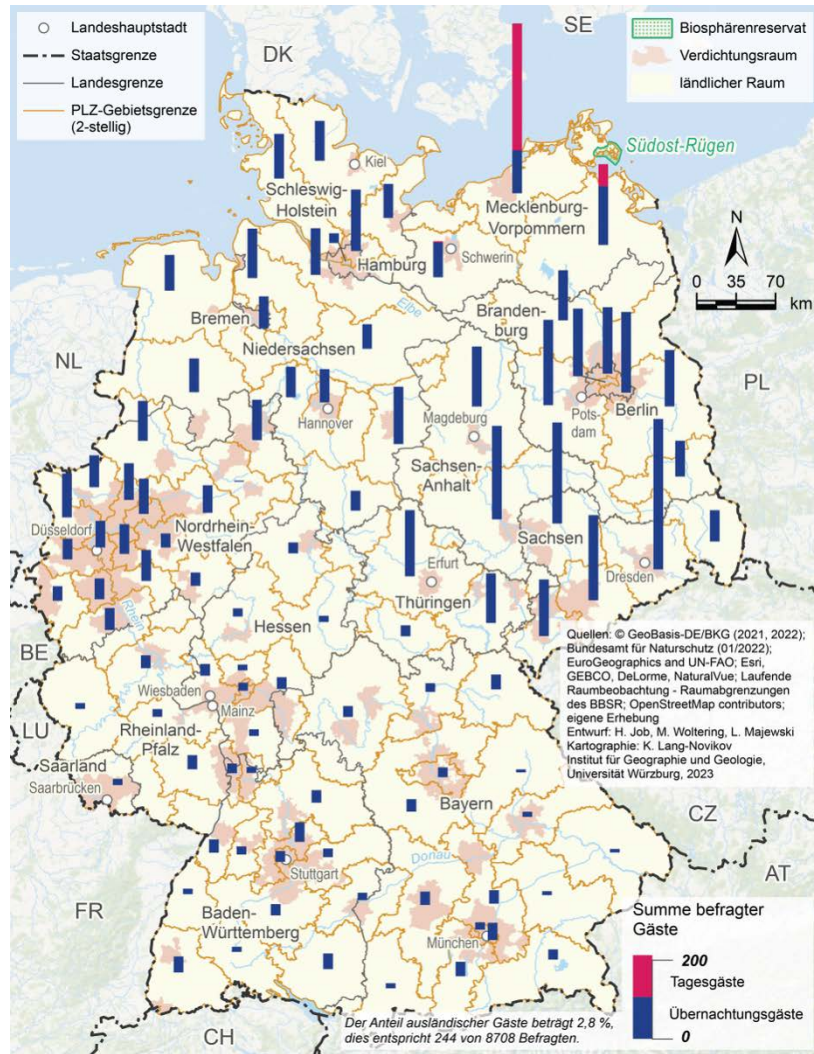 Landeshauptstadt
Staatsgrenze
Landesgrenze
PLZ-Gebietsgrenze
(2-stellig)
DK
SE
Biosphärenreservat
Verdichtungsraum
ländlicher Raum
Südost-Rügen
Kiel
Schleswig-
Holstein
Mecklenburg-
Vorpommern
Schwerin
Hamburg
N
0 35 70
km
Elbe
Bremen
Niedersachsen
Branden-
burg
NL
PL
Hannover
Magdeburg
Pots-
dam
Berlin
Sachsen-
Anhalt
Düsseldorf
Nordrhein-
Westfalen
Sachsen
Dresden
Erfurt
Thüringen
Rhein
Hessen
BE
Quellen: © GeoBasis-DE/BKG (2021, 2022);
Bundesamt für Naturschutz (01/2022);
EuroGeographics and UN-FAO; Esri,
GEBCO, DeLorme, NaturalVue; Laufende
Raumbeobachtung - Raumabgrenzungen
des BBSR; OpenStreetMap contributors;
eigene Erhebung
Entwurf: H. Job, M. Woltering, L. Majewski
Kartographie: K. Lang-Novikov
Institut für Geographie und Geologie,
Universität Würzburg, 2023
Wiesbaden
Mainz
LU
Rheinland-
Pfalz
Saarland
Saarbrücken
Bayern
CZ
Donau
Stuttgart
AT
FR
Baden-
Württemberg
München
Summe befragter
Gäste
200
Tagesgäste
Übernachtungsgäste
0
CH
Der Anteil ausländischer Gäste beträgt 2,8 %,
dies entspricht 244 von 8708 Befragten.